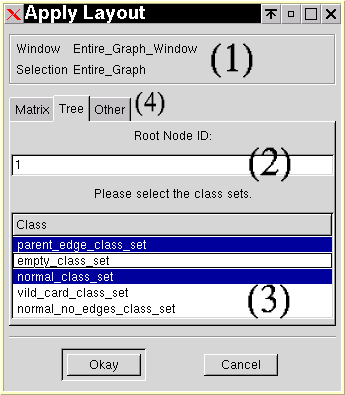 Apply Layout
Window Entire_Graph_Window
Selection Entire_Graph
(1)
Matrix Tree Other (4)
Root Node ID:
1 (2)
Please select the class sets.
Class
parent_edge_class_set
empty_class_set
normal_class_set
vild_card_class_set
normal_no_edges_class_set
(3)
Okay Cancel